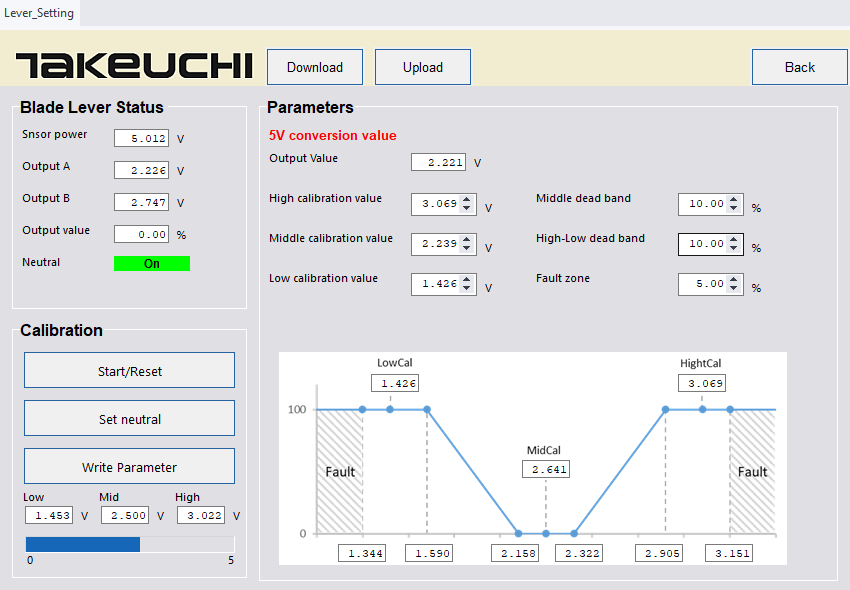 Lever_Setting
TAKEUCHI
Download
Upload
Back
Blade Lever Status
Snsor power 5.012 V
Output A 2.226 V
Output B 2.747 V
Output value 0.00 %
Neutral On
Calibration
Start/Reset
Set neutral
Write Parameter
Low Mid High
1.453 V 2.500 V 3.022 V
0 5
Parameters
5V conversion value
Output Value 2.221 V
High calibration value 3.069 V Middle dead band 10.00 %
Middle calibration value 2.239 V High-Low dead band 10.00 %
Low calibration value 1.426 V Fault zone 5.00 %
LowCal HightCal
1.426 3.069
100
MidCal
Fault 2.641 Fault
0
1.344 1.590 2.158 2.322 2.905 3.151